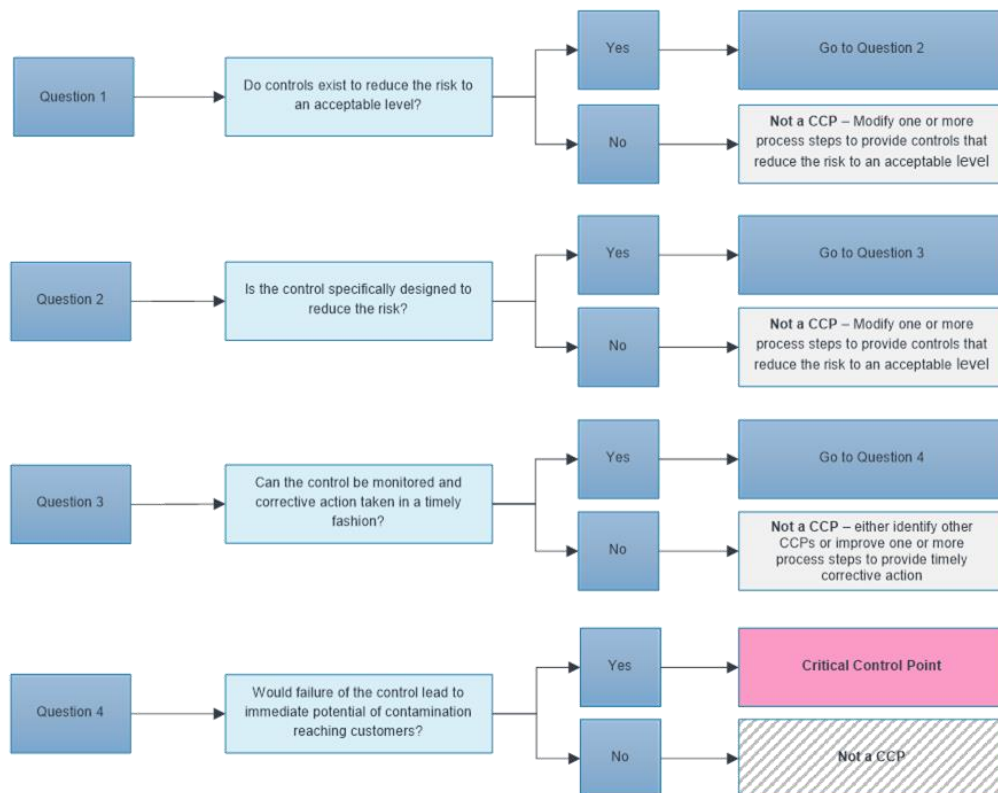 Question 1
Do controls exist to reduce the risk to
an acceptable level?
Yes
Go to Question 2
No
Not a CCP – Modify one or more
process steps to provide controls that
reduce the risk to an acceptable level
Question 2
Is the control specifically designed to
reduce the risk?
Yes
Go to Question 3
No
Not a CCP – Modify one or more
process steps to provide controls that
reduce the risk to an acceptable level
Question 3
Can the control be monitored and
corrective action taken in a timely
fashion?
Yes
Go to Question 4
No
Not a CCP – either identify other
CCPs or improve one or more
process steps to provide timely
corrective action
Question 4
Would failure of the control lead to
immediate potential of contamination
reaching customers?
Yes
Critical Control Point
No
Not a CCP